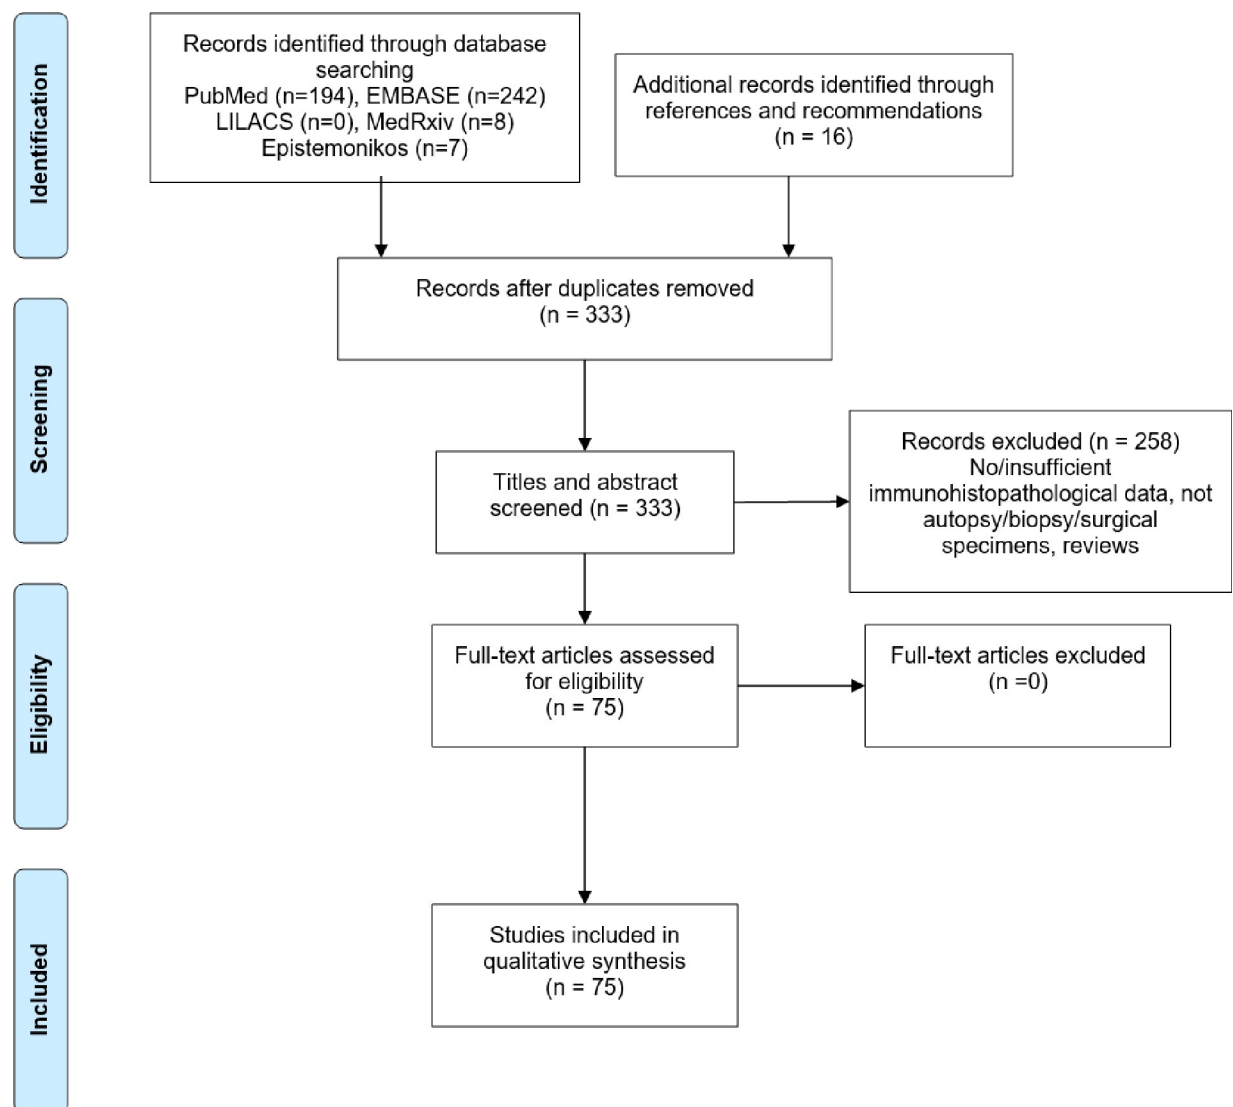 Identification
Records identified through database
searching
PubMed (n=194), EMBASE (n=242)
LILACS (n=0), MedRxiv (n=8)
Epistemonikos (n=7)
Additional records identified through
references and recommendations
(n = 16)
Records after duplicates removed
(n = 333)
Screening
Titles and abstract
screened (n = 333)
Records excluded (n = 258)
No/insufficient
immunohistopathological data, not
autopsy/biopsy/surgical
specimens, reviews
Eligibility
Full-text articles assessed
for eligibility
(n = 75)
Full-text articles excluded
(n =0)
Included
Studies included in
qualitative synthesis
(n = 75)